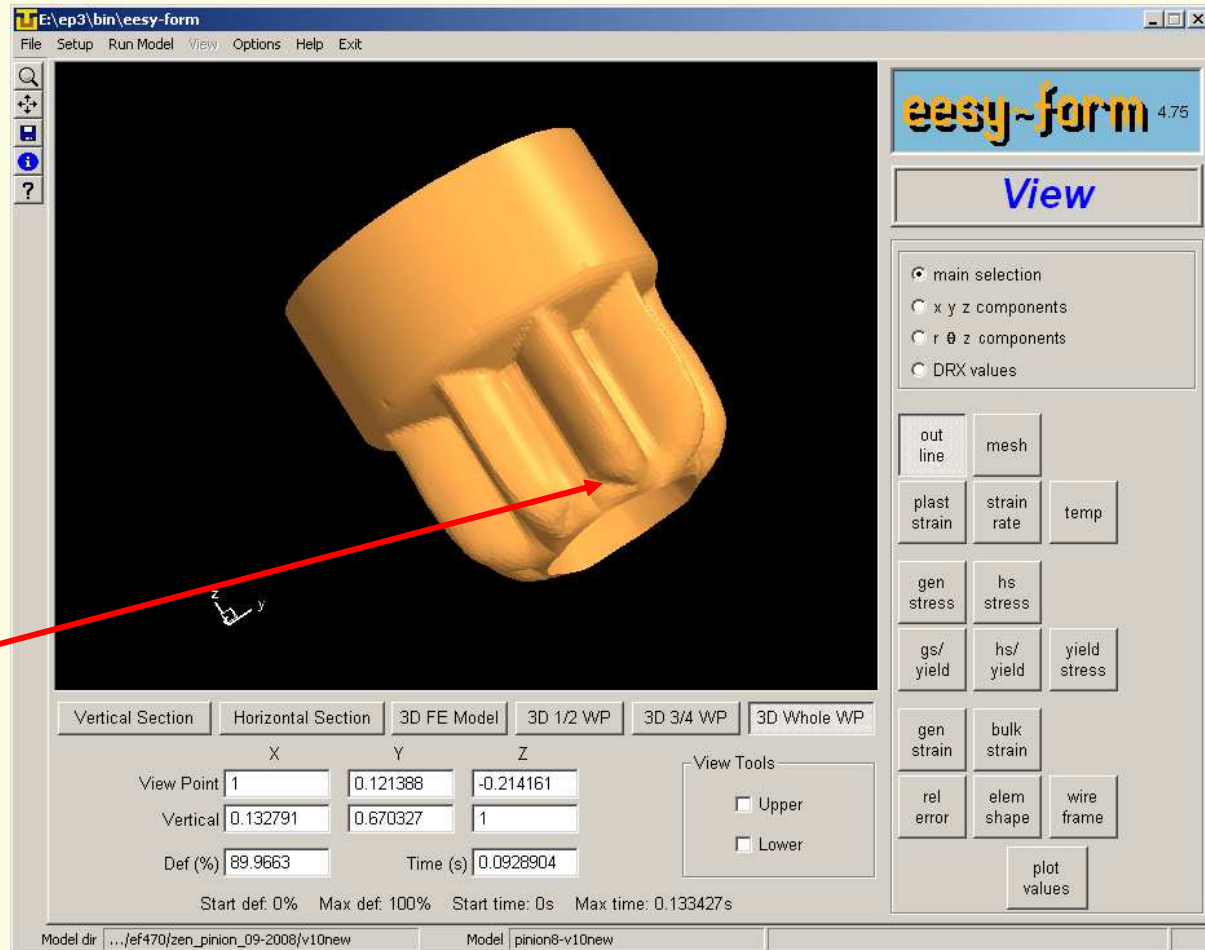 E:\ep3\bin\eesy-form
File Setup Run Model View Options Help Exit
eesy~form 4.75
View
main selection
x y z components
r θ z components
DRX values
out line
mesh
plast strain
strain rate
temp
gen stress
hs stress
gs/ yield
hs/ yield
yield stress
gen strain
bulk strain
rel error
elem shape
wire frame
plot values
z
y
Vertical Section Horizontal Section 3D FE Model 3D 1/2 WP 3D 3/4 WP 3D Whole WP
X Y Z
View Point 1 0.121388 -0.214161
Vertical 0.132791 0.670327 1
Def (%) 89.9663 Time (s) 0.0928904
View Tools
Upper
Lower
Start def: 0% Max def: 100% Start time: 0s Max time: 0.133427s
Model dir .../ef470/zen_pinion_09-2008/v10new Model pinion8-v10new